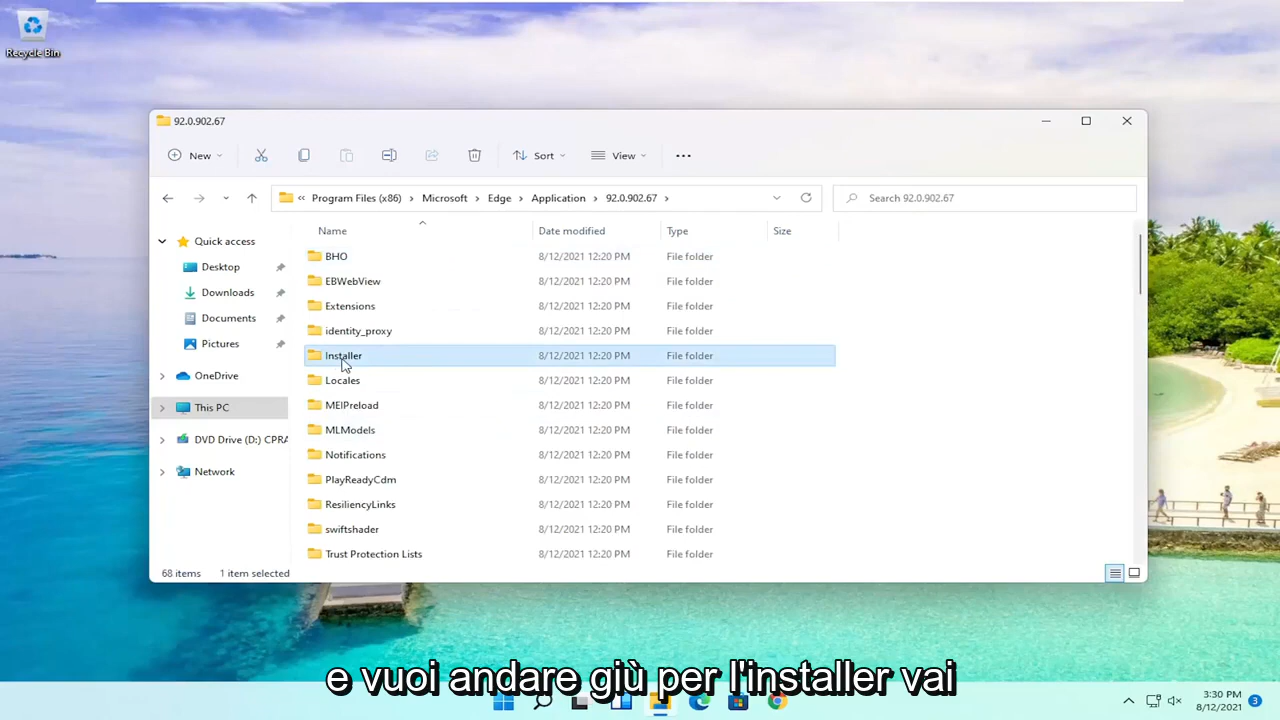 Recycle Bin
92.0.902.67
New
Sort
View
Program Files (x86) > Microsoft > Edge > Application > 92.0.902.67 >
Search 92.0.902.67
Name Date modified Type Size
Quick access
Desktop
Downloads
Documents
Pictures
OneDrive
This PC
DVD Drive (D:) CPRA
Network
BHO 8/12/2021 12:20 PM File folder
EBWebView 8/12/2021 12:20 PM File folder
Extensions 8/12/2021 12:20 PM File folder
identity_proxy 8/12/2021 12:20 PM File folder
Installer 8/12/2021 12:20 PM File folder
Locales 8/12/2021 12:20 PM File folder
MEIPreload 8/12/2021 12:20 PM File folder
MLModels 8/12/2021 12:20 PM File folder
Notifications 8/12/2021 12:20 PM File folder
PlayReadyCdm 8/12/2021 12:20 PM File folder
ResiliencyLinks 8/12/2021 12:20 PM File folder
swiftshader 8/12/2021 12:20 PM File folder
Trust Protection Lists 8/12/2021 12:20 PM File folder
68 items 1 item selected
e vuoi andare giù per l'installer vai
3:30 PM
8/12/2021
3